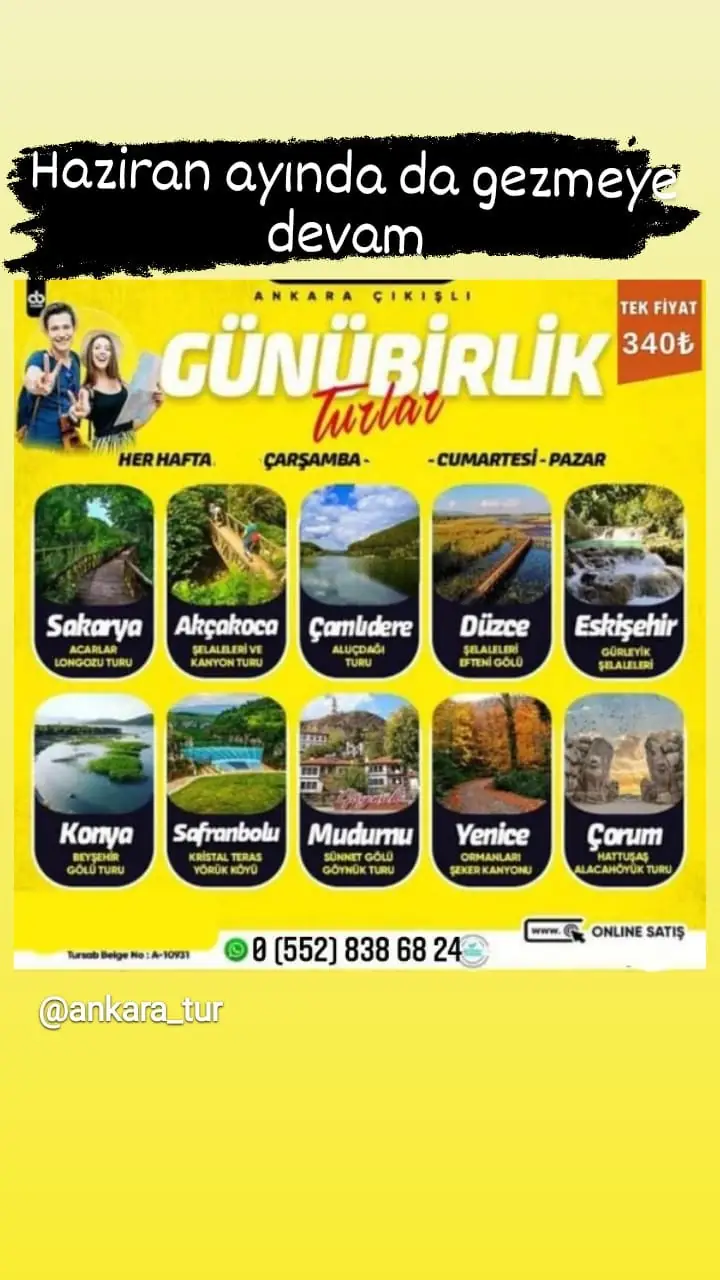 Haziran ayında da gezmeye
devam
ANKARA ÇIKIŞLI
TEK FİYAT
340₺
GÜNÜBİRLİK
Turlar
HER HAFTA ÇARŞAMBA - - CUMARTESİ - PAZAR
Sakarya
ACARLAR
LONGOZU TURU
Akçakoca
ŞELALELERİ VE
KANYON TURU
Çamlıdere
ALUÇDAĞI
TURU
Düzce
ŞELALELERİ
EFTENİ GÖLÜ
Eskişehir
GÜRLEYİK
ŞELALELERİ
Konya
BEYŞEHİR
GÖLÜ TURU
Safranbolu
KRİSTAL TERAS
YÖRÜK KÖYÜ
Mudurnu
SÜNNET GÖLÜ
GÖYNÜK TURU
Yenice
ORMANLARI
ŞEKER KANYONU
Çorum
HATTUŞAŞ
ALACAHÖYÜK TURU
www. ONLINE SATIŞ
Tursab Belge No : A-10931
0 (552) 838 68 24
@ankara_tur